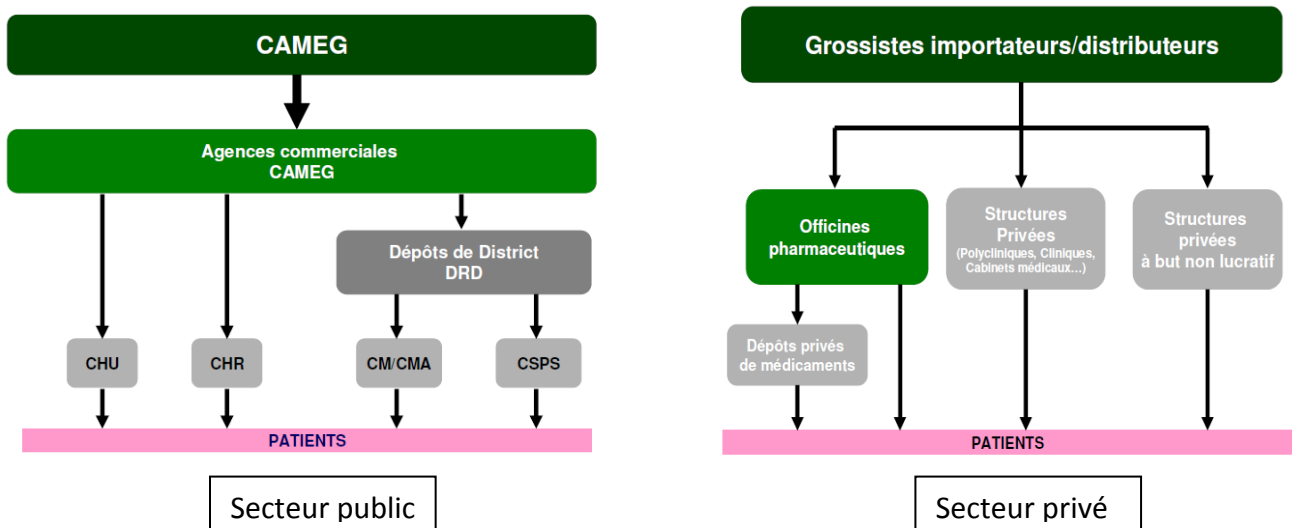 CAMEG
Agences commerciales
CAMEG
Dépôts de District
DRD
CHU
CHR
CM/CMA
CSPS
PATIENTS
Secteur public
Grossistes importateurs/distributeurs
Officines
pharmaceutiques
Structures
Privées
(Polycliniques, Cliniques,
Cabinets médicaux...)
Structures
privées
à but non lucratif
Dépôts privés
de médicaments
PATIENTS
Secteur privé